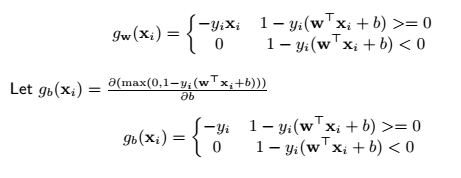 g_w(x_i) = { −y_i x_i   1 − y_i(w^⊤x_i + b) >= 0
0   1 − y_i(w^⊤x_i + b) < 0
Let g_b(x_i) = ∂(max(0,1−y_i(w^⊤x_i+b))) / ∂b
g_b(x_i) = { −y_i   1 − y_i(w^⊤x_i + b) >= 0
0   1 − y_i(w^⊤x_i + b) < 0